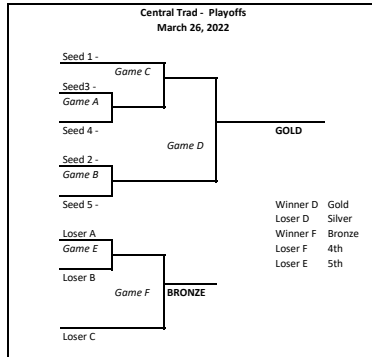 Central Trad - Playoffs
March 26, 2022
Seed 1 -
Game C
Seed3 -
Game A
GOLD
Seed 4 -
Game D
Seed 2 -
Game B
Seed 5 -
Winner D Gold
Loser D Silver
Winner F Bronze
Loser F 4th
Loser E 5th
Loser A
Game E
Loser B
Game F
BRONZE
Loser C